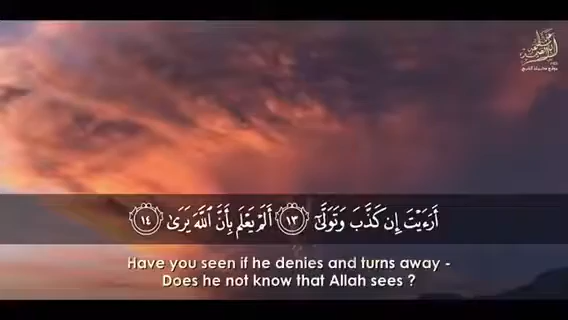 أَرَءَيْتَ إِن كَذَّبَ وَتَوَلَّىٰٓ ١٣ أَلَمْ يَعْلَم بِأَنَّ ٱللَّهَ يَرَىٰ ١٤
Have you seen if he denies and turns away -
Does he not know that Allah sees ?